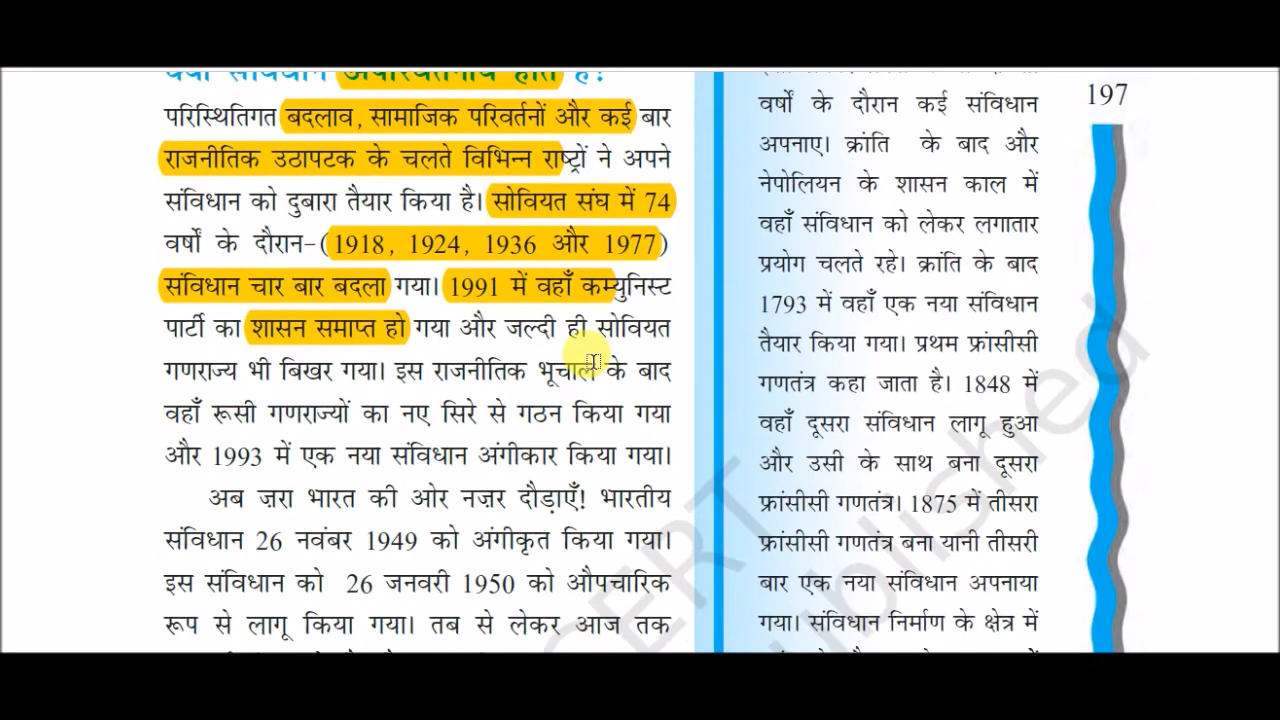 क्या संविधान अपरिवर्तनीय होते हैं?
परिस्थितिगत बदलाव, सामाजिक परिवर्तनों और कई बार
राजनीतिक उठापटक के चलते विभिन्न राष्ट्रों ने अपने
संविधान को दुबारा तैयार किया है। सोवियत संघ में 74
वर्षों के दौरान-(1918, 1924, 1936 और 1977)
संविधान चार बार बदला गया। 1991 में वहाँ कम्युनिस्ट
पार्टी का शासन समाप्त हो गया और जल्दी ही सोवियत
गणराज्य भी बिखर गया। इस राजनीतिक भूचाल के बाद
वहाँ रूसी गणराज्यों का नए सिरे से गठन किया गया
और 1993 में एक नया संविधान अंगीकार किया गया।
अब ज़रा भारत की ओर नज़र दौड़ाएँ! भारतीय
संविधान 26 नवंबर 1949 को अंगीकृत किया गया।
इस संविधान को 26 जनवरी 1950 को औपचारिक
रूप से लागू किया गया। तब से लेकर आज तक
वर्षों के दौरान कई संविधान
अपनाए। क्रांति के बाद और
नेपोलियन के शासन काल में
वहाँ संविधान को लेकर लगातार
प्रयोग चलते रहे। क्रांति के बाद
1793 में वहाँ एक नया संविधान
तैयार किया गया। प्रथम फ्रांसीसी
गणतंत्र कहा जाता है। 1848 में
वहाँ दूसरा संविधान लागू हुआ
और उसी के साथ बना दूसरा
फ्रांसीसी गणतंत्र। 1875 में तीसरा
फ्रांसीसी गणतंत्र बना यानी तीसरी
बार एक नया संविधान अपनाया
गया। संविधान निर्माण के क्षेत्र में
197